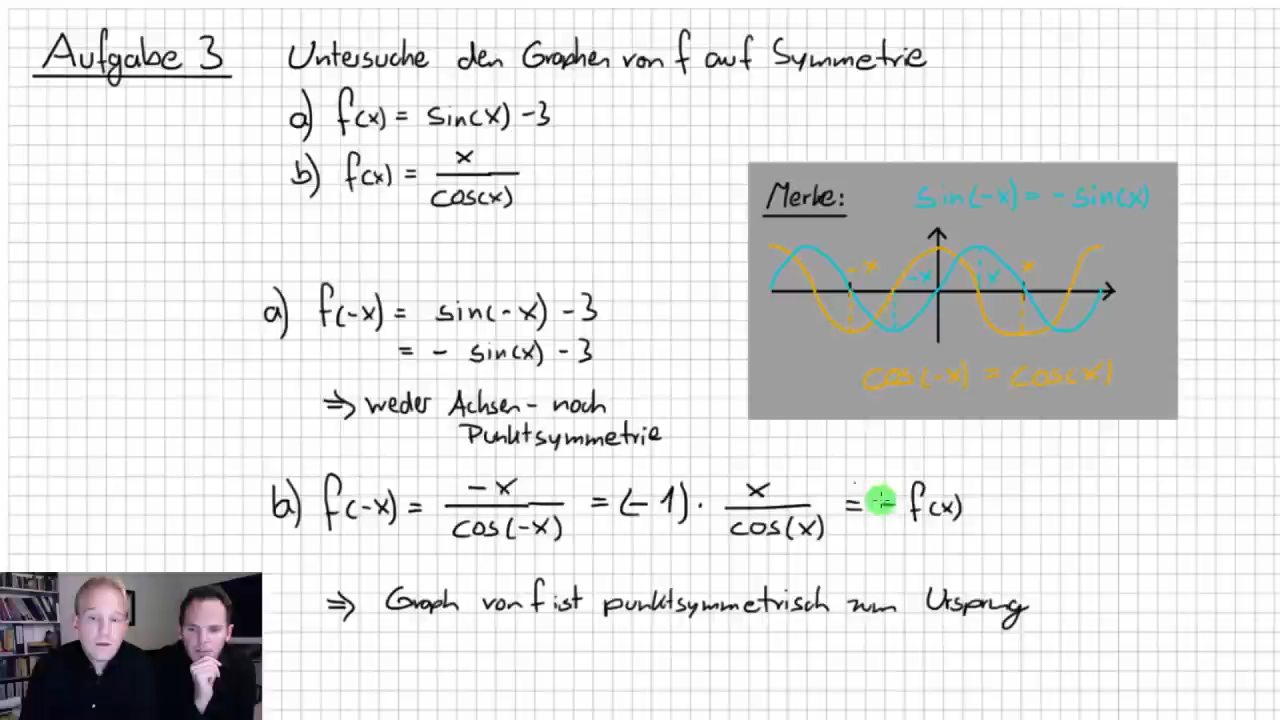 Aufgabe 3 Untersuche den Graphen von f auf Symmetrie
a) f(x) = sin(x) -3
b) f(x) = x/cos(x)
Merke: sin(-x) = - sin(x)
-x -x x x
cos(-x) = cos(x)
a) f(-x) = sin(-x) -3
= - sin(x) -3
⇒ weder Achsen- noch
Punktsymmetrie
b) f(-x) = -x/cos(-x) = (-1) · x/cos(x) = - f(x)
⇒ Graph von f ist punktsymmetrisch zum Ursprung